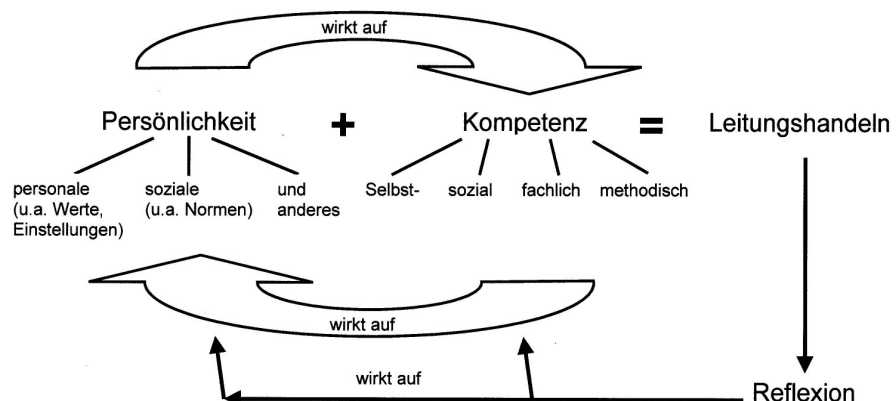 wirkt auf
Persönlichkeit + Kompetenz = Leitungshandeln
personale
(u.a. Werte,
Einstellungen)
soziale
(u.a. Normen)
und
anderes
Selbst-
sozial
fachlich
methodisch
wirkt auf
wirkt auf
Reflexion